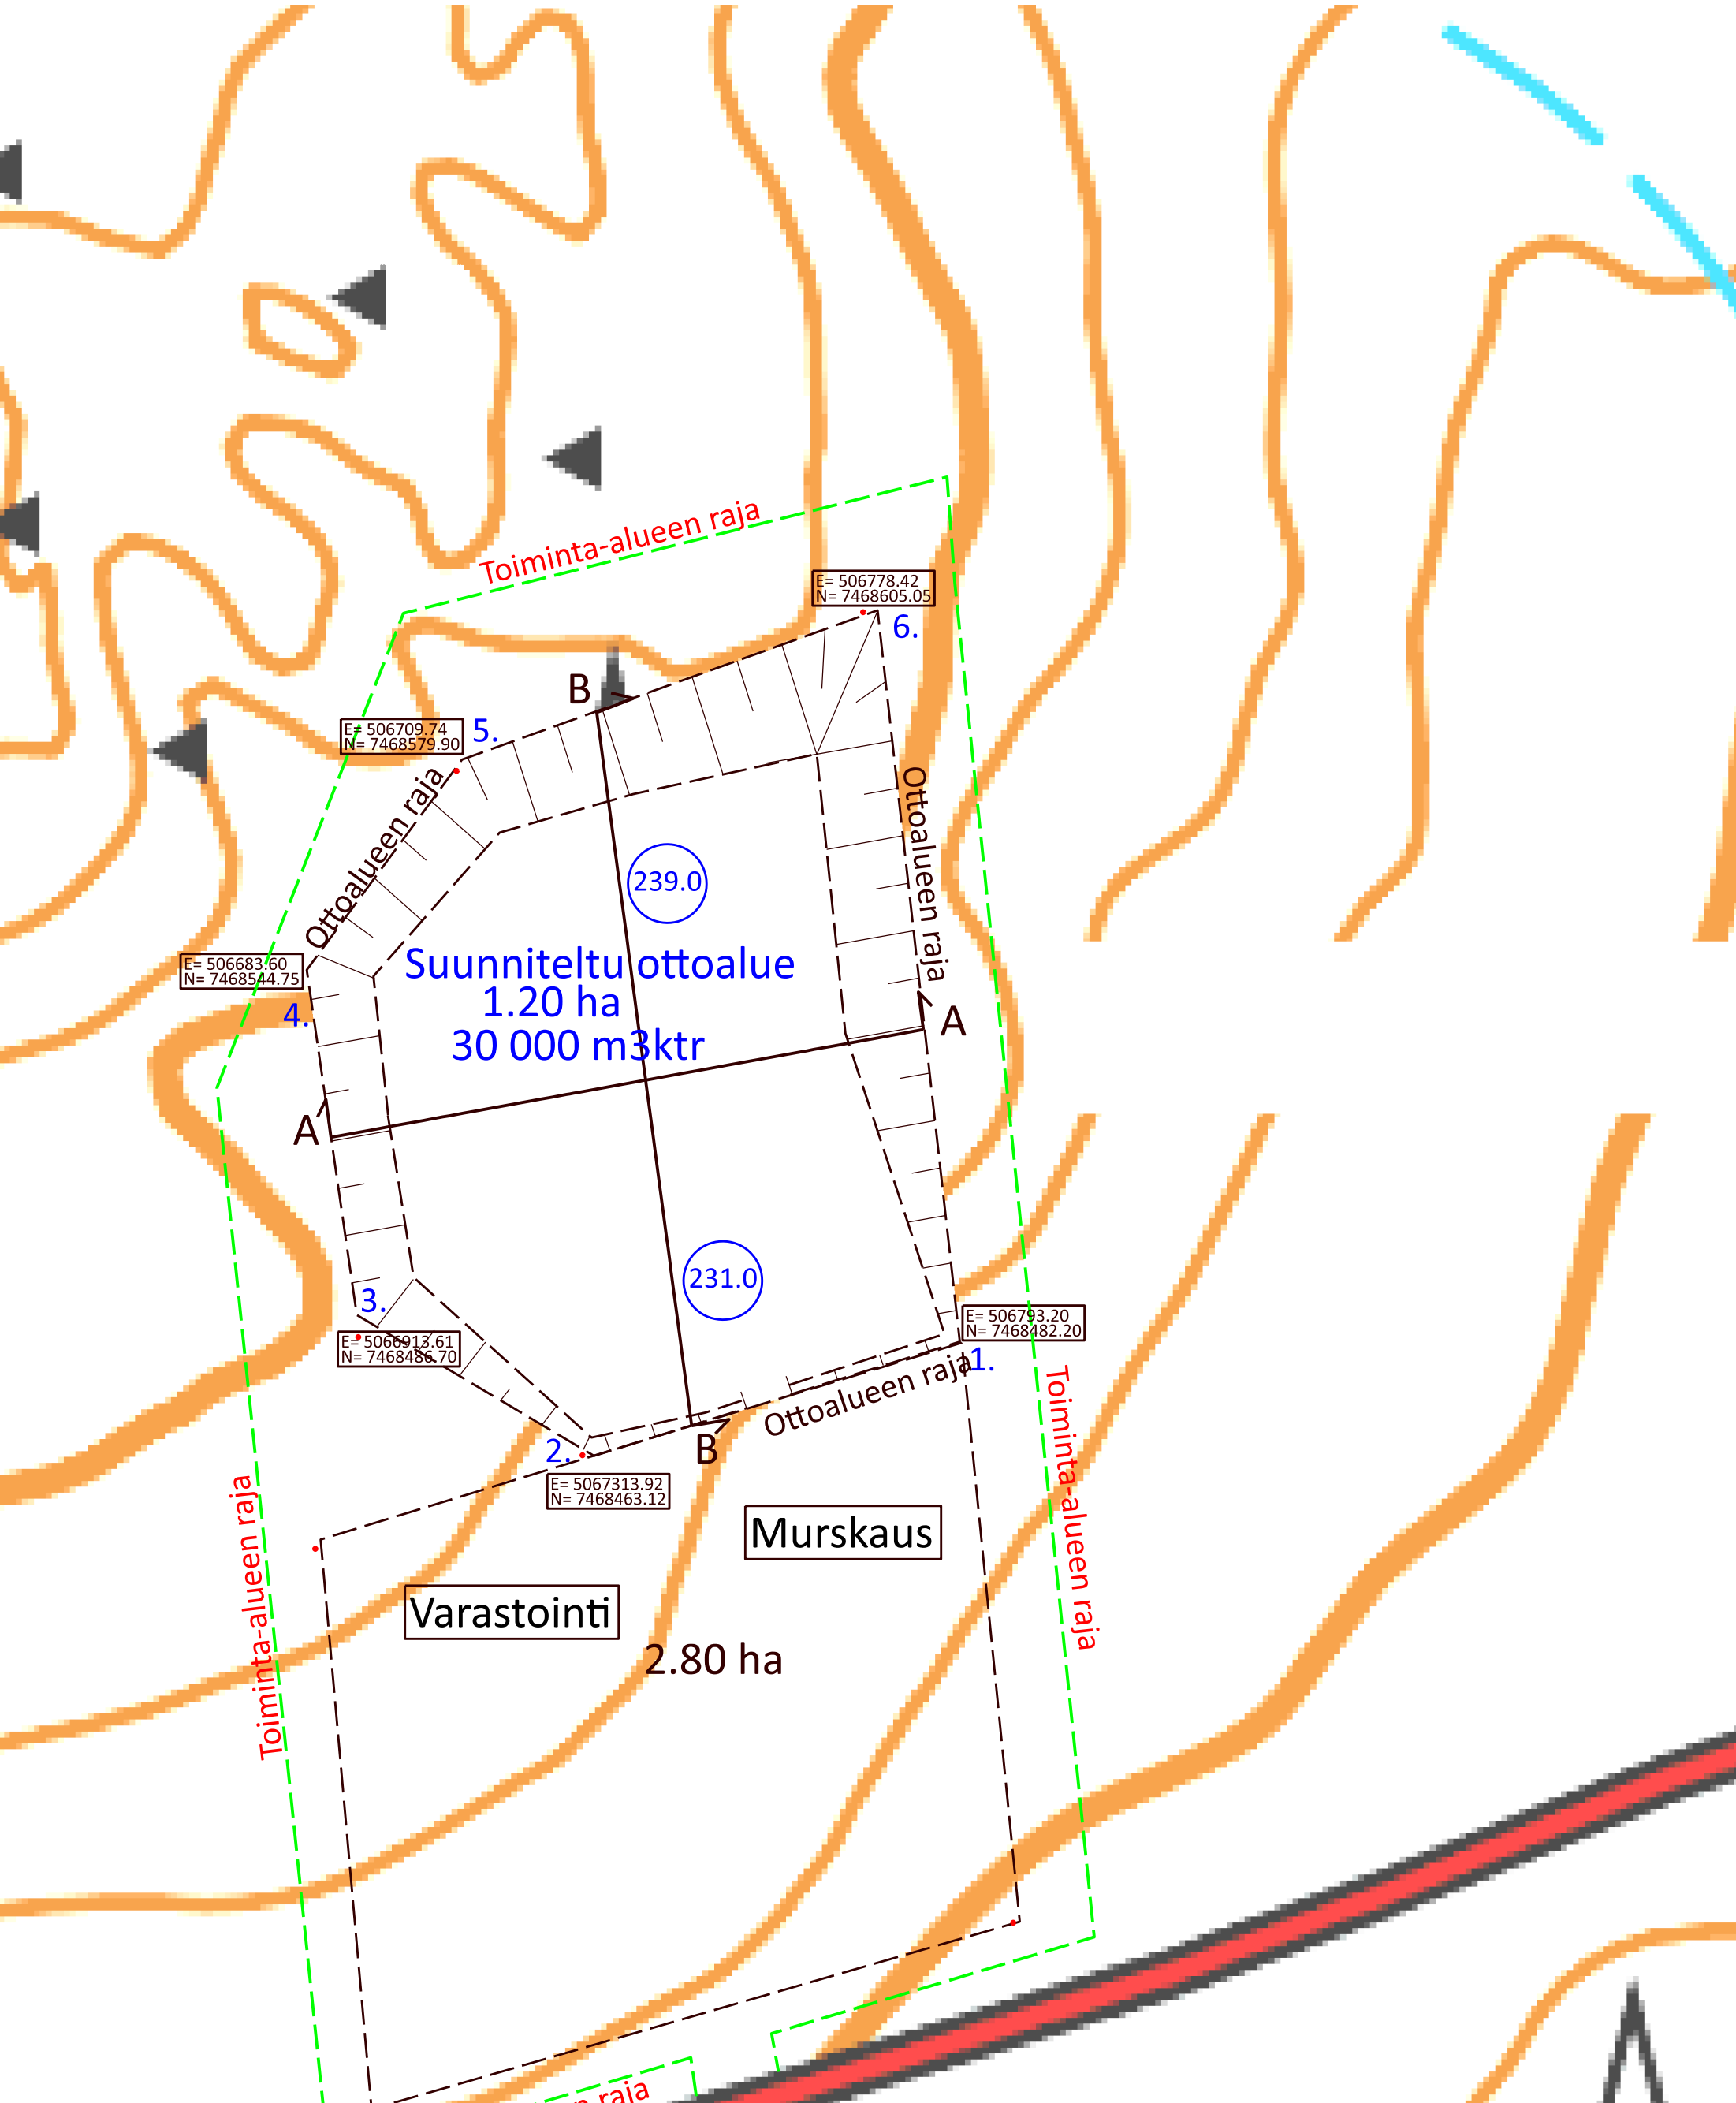 Toiminta-alueen raja
E= 506778.42
N= 7468605.05
6.
B
5.
E= 506709.74
N= 7468579.90
Ottoalueen raja
Ottoalueen raja
239.0
E= 506683.60
N= 7468544.75
4.
Suunniteltu ottoalue
1.20 ha
30 000 m3ktr
A
A
231.0
3.
E= 5066913.61
N= 7468486.70
E= 506793.20
N= 7468482.20
1.
Ottoalueen raja
B
2.
E= 5067313.92
N= 7468463.12
Toiminta-alueen raja
Toiminta-alueen raja
Murskaus
Varastointi
2.80 ha
n raja